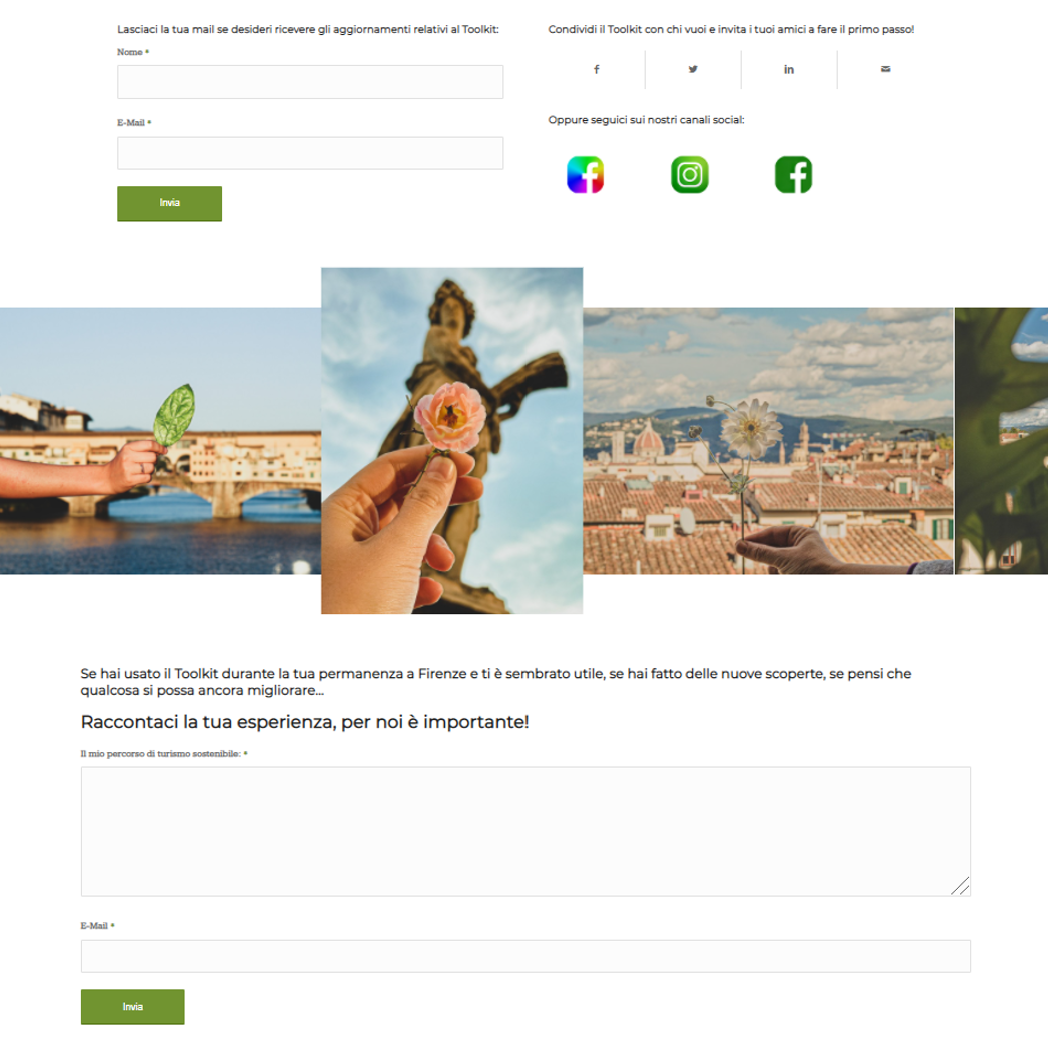 Lasciaci la tua mail se desideri ricevere gli aggiornamenti relativi al Toolkit:
Nome *
E-Mail *
Invia
Condividi il Toolkit con chi vuoi e invita i tuoi amici a fare il primo passo!
Oppure seguici sui nostri canali social:
Se hai usato il Toolkit durante la tua permanenza a Firenze e ti è sembrato utile, se hai fatto delle nuove scoperte, se pensi che
qualcosa si possa ancora migliorare...
Raccontaci la tua esperienza, per noi è importante!
Il mio percorso di turismo sostenibile: *
E-Mail *
Invia